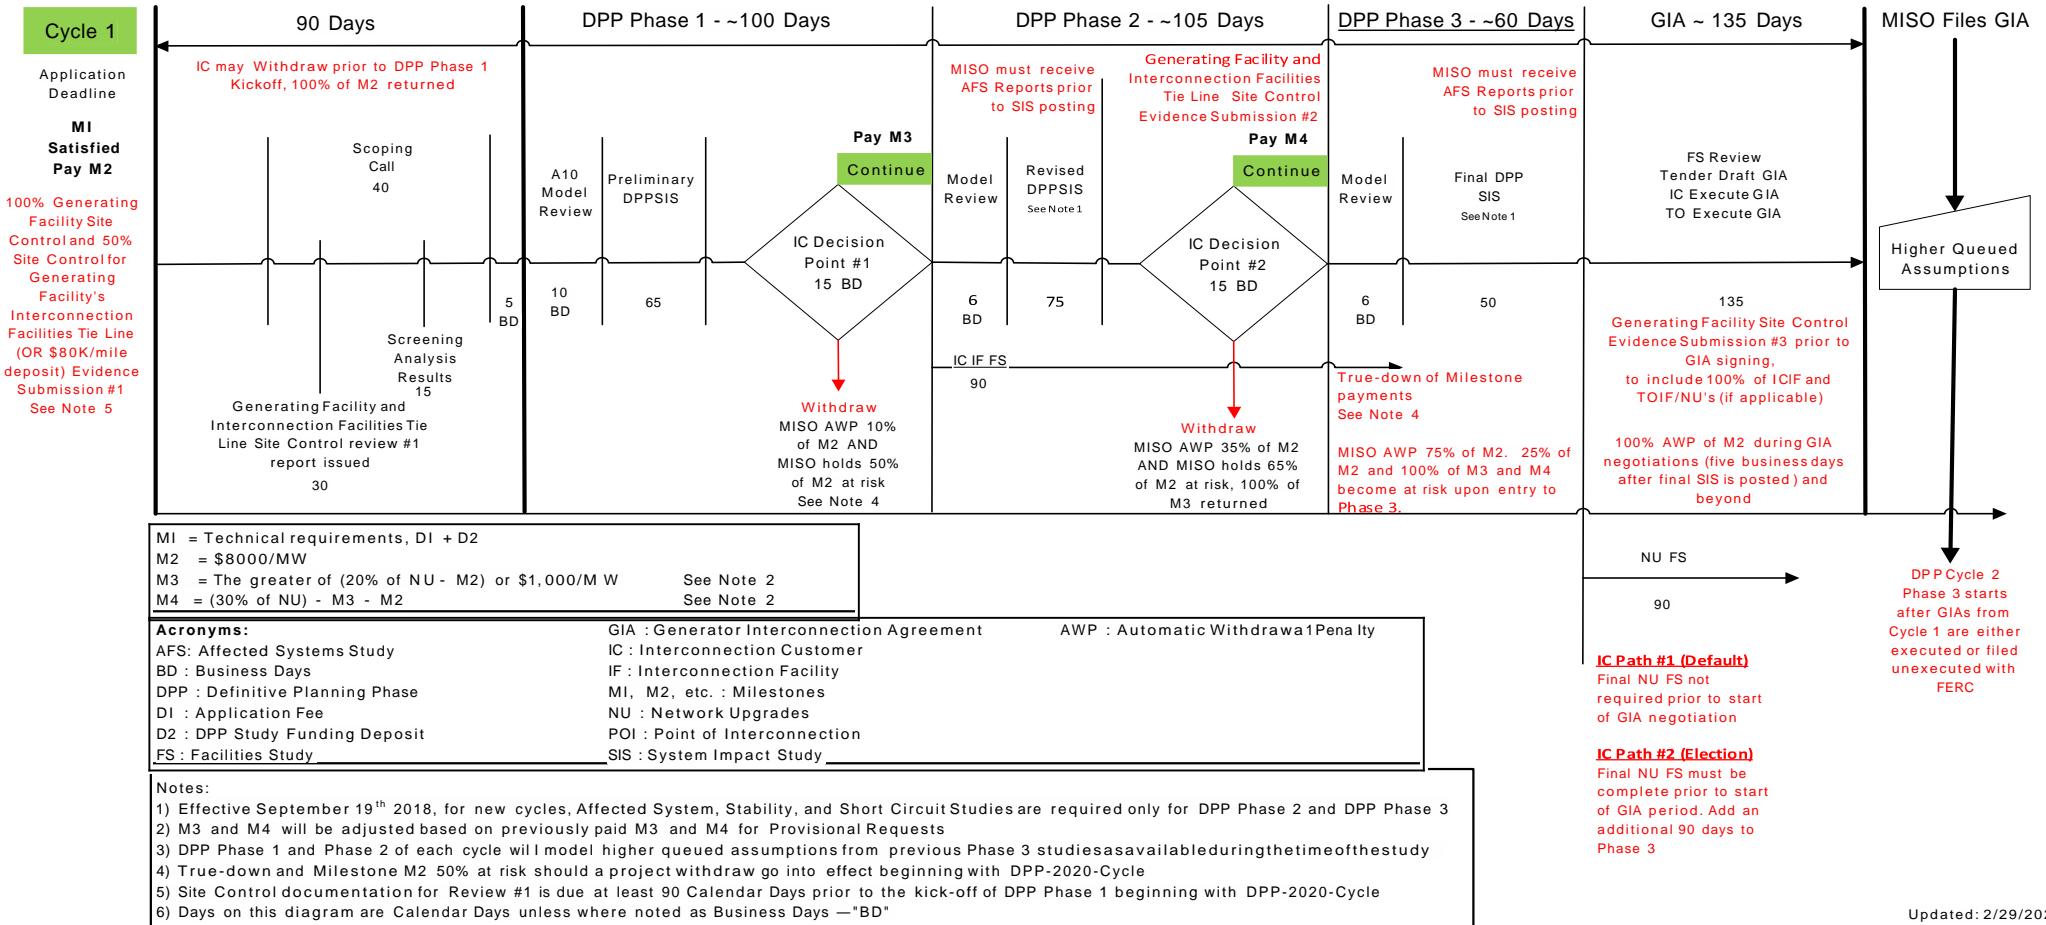 Cycle 1
90 Days
DPP Phase 1 - ~100 Days
DPP Phase 2 - ~105 Days
DPP Phase 3 - ~60 Days
GIA ~ 135 Days
MISO Files GIA
Application
Deadline
MI
Satisfied
Pay M2
100% Generating
Facility Site
Control and 50%
Site Control for
Generating
Facility's
Interconnection
Facilities Tie Line
(OR $80K/mile
deposit) Evidence
Submission #1
See Note 5
IC may Withdraw prior to DPP Phase 1
Kickoff, 100% of M2 returned
Scoping
Call
40
5
BD
Screening
Analysis
Results
15
Generating Facility and
Interconnection Facilities Tie
Line Site Control review #1
report issued
30
A10
Model
Review
10
BD
Preliminary
DPPSIS
65
Pay M3
Continue
IC Decision
Point #1
15 BD
Withdraw
MISO AWP 10%
of M2 AND
MISO holds 50%
of M2 at risk
See Note 4
MISO must receive
AFS Reports prior
to SIS posting
Model
Review
6
BD
Revised
DPPSIS
See Note 1
75
IC IF FS
90
Generating Facility and
Interconnection Facilities
Tie Line Site Control
Evidence Submission #2
Pay M4
Continue
IC Decision
Point #2
15 BD
Withdraw
MISO AWP 35% of M2
AND MISO holds 65%
of M2 at risk, 100% of
M3 returned
MISO must receive
AFS Reports prior
to SIS posting
Model
Review
6
BD
Final DPP
SIS
See Note 1
50
True-down of Milestone
payments
See Note 4
MISO AWP 75% of M2. 25% of
M2 and 100% of M3 and M4
become at risk upon entry to
Phase 3.
FS Review
Tender Draft GIA
IC Execute GIA
TO Execute GIA
135
Generating Facility Site Control
Evidence Submission #3 prior to
GIA signing,
to include 100% of ICIF and
TOIF/NU's (if applicable)
100% AWP of M2 during GIA
negotiations (five business days
after final SIS is posted) and
beyond
Higher Queued
Assumptions
DPP Cycle 2
Phase 3 starts
after GIAs from
Cycle 1 are either
executed or filed
unexecuted with
FERC
NU FS
90
IC Path #1 (Default)
Final NU FS not
required prior to start
of GIA negotiation
IC Path #2 (Election)
Final NU FS must be
complete prior to start
of GIA period. Add an
additional 90 days to
Phase 3
MI = Technical requirements, DI + D2
M2 = $8000/MW
M3 = The greater of (20% of NU - M2) or $1,000/M W See Note 2
M4 = (30% of NU) - M3 - M2 See Note 2
Acronyms:
AFS: Affected Systems Study
BD : Business Days
DPP : Definitive Planning Phase
DI : Application Fee
D2 : DPP Study Funding Deposit
FS : Facilities Study
GIA : Generator Interconnection Agreement
IC : Interconnection Customer
IF : Interconnection Facility
MI, M2, etc. : Milestones
NU : Network Upgrades
POI : Point of Interconnection
SIS : System Impact Study
AWP : Automatic Withdrawa1Pena Ity
Notes:
1) Effective September 19th 2018, for new cycles, Affected System, Stability, and Short Circuit Studies are required only for DPP Phase 2 and DPP Phase 3
2) M3 and M4 will be adjusted based on previously paid M3 and M4 for Provisional Requests
3) DPP Phase 1 and Phase 2 of each cycle wilI model higher queued assumptions from previous Phase 3 studiesasavailableduringthetimeofthestudy
4) True-down and Milestone M2 50% at risk should a project withdraw go into effect beginning with DPP-2020-Cycle
5) Site Control documentation for Review #1 is due at least 90 Calendar Days prior to the kick-off of DPP Phase 1 beginning with DPP-2020-Cycle
6) Days on this diagram are Calendar Days unless where noted as Business Days —"BD"
Updated: 2/29/202